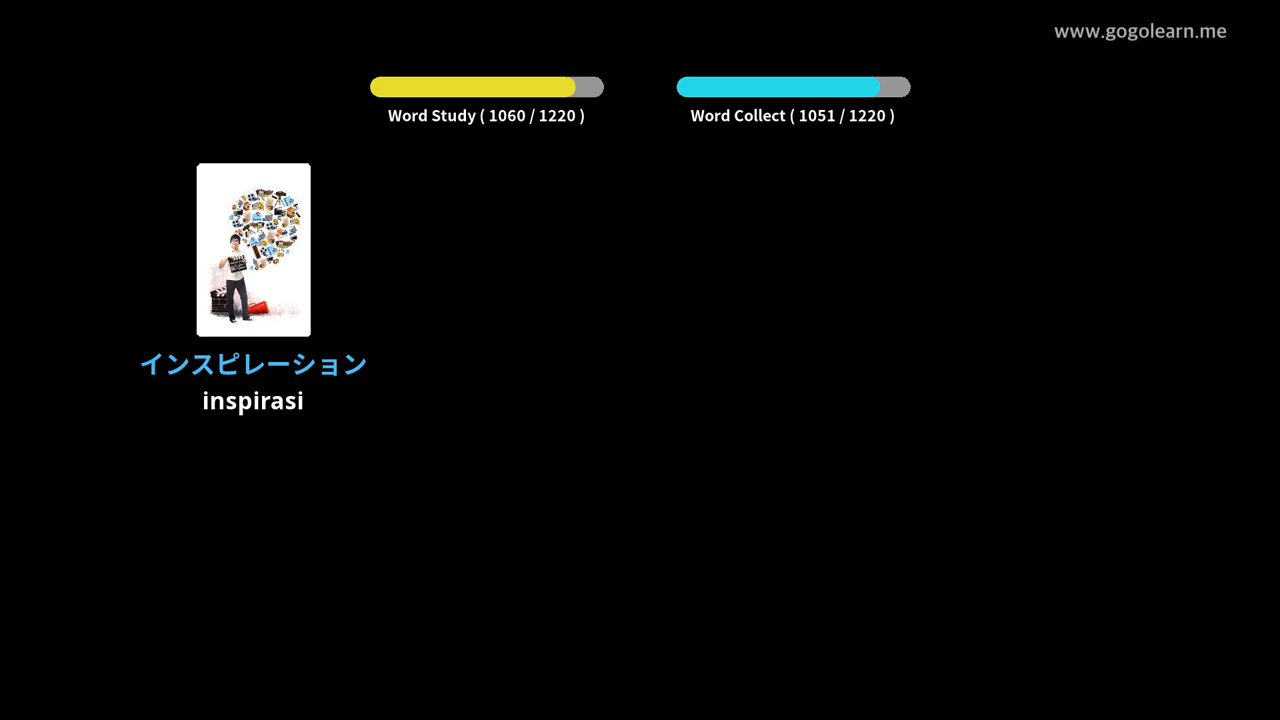 www.gogolearn.me
Word Study ( 1060 / 1220 )
Word Collect ( 1051 / 1220 )
インスピレーション
inspirasi